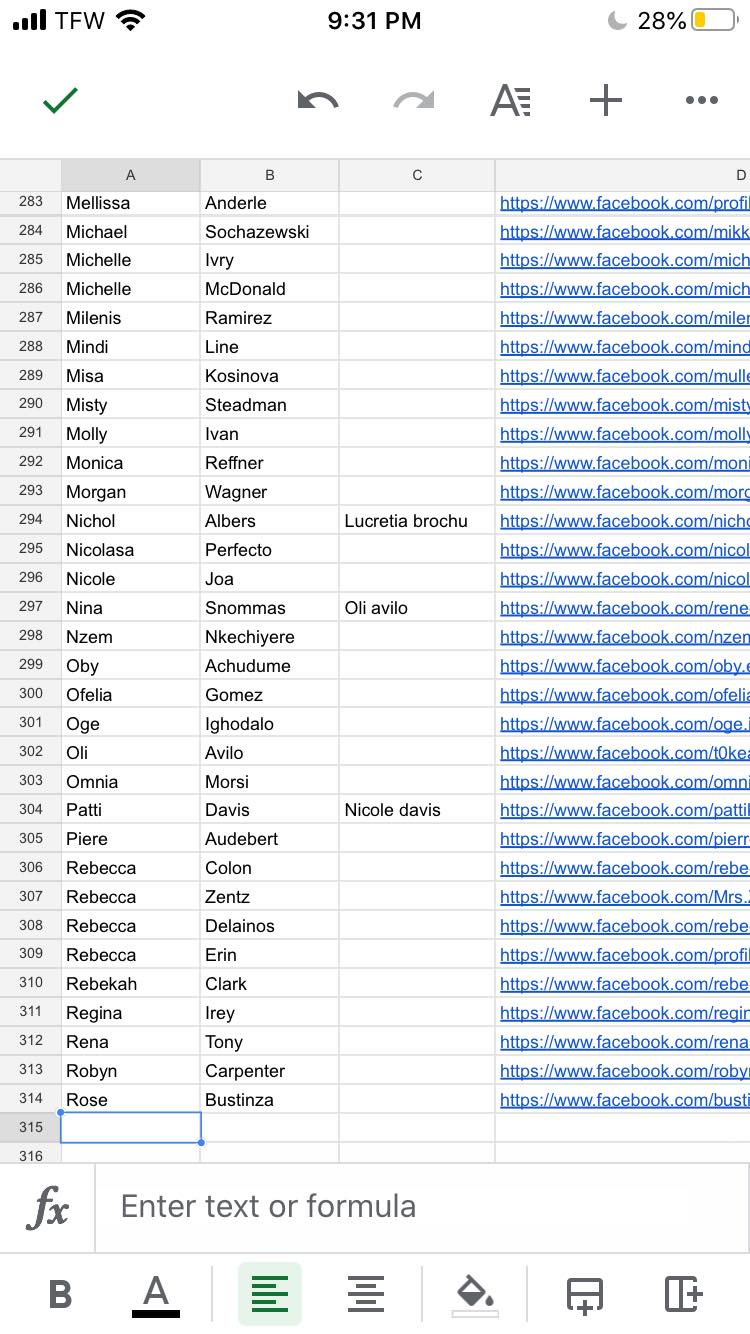 TFW 9:31 PM 28%
A
A B C D
283 Mellissa Anderle https://www.facebook.com/profil
284 Michael Sochazewski https://www.facebook.com/mikk
285 Michelle Ivry https://www.facebook.com/mich
286 Michelle McDonald https://www.facebook.com/mich
287 Milenis Ramirez https://www.facebook.com/miler
288 Mindi Line https://www.facebook.com/mind
289 Misa Kosinova https://www.facebook.com/mulle
290 Misty Steadman https://www.facebook.com/misty
291 Molly Ivan https://www.facebook.com/molly
292 Monica Reffner https://www.facebook.com/moni
293 Morgan Wagner https://www.facebook.com/morg
294 Nichol Albers Lucretia brochu https://www.facebook.com/nicho
295 Nicolasa Perfecto https://www.facebook.com/nicol
296 Nicole Joa https://www.facebook.com/nicol
297 Nina Snommas Oli avilo https://www.facebook.com/rene
298 Nzem Nkechiyere https://www.facebook.com/nzem
299 Oby Achudume https://www.facebook.com/oby.e
300 Ofelia Gomez https://www.facebook.com/ofelia
301 Oge Ighodalo https://www.facebook.com/oge.i
302 Oli Avilo https://www.facebook.com/t0kea
303 Omnia Morsi https://www.facebook.com/omni
304 Patti Davis Nicole davis https://www.facebook.com/pattil
305 Piere Audebert https://www.facebook.com/pierr
306 Rebecca Colon https://www.facebook.com/rebe
307 Rebecca Zentz https://www.facebook.com/Mrs.
308 Rebecca Delainos https://www.facebook.com/rebe
309 Rebecca Erin https://www.facebook.com/profil
310 Rebekah Clark https://www.facebook.com/rebe
311 Regina Irey https://www.facebook.com/regin
312 Rena Tony https://www.facebook.com/rena
313 Robyn Carpenter https://www.facebook.com/roby
314 Rose Bustinza https://www.facebook.com/busti
315
316
fx Enter text or formula
B A